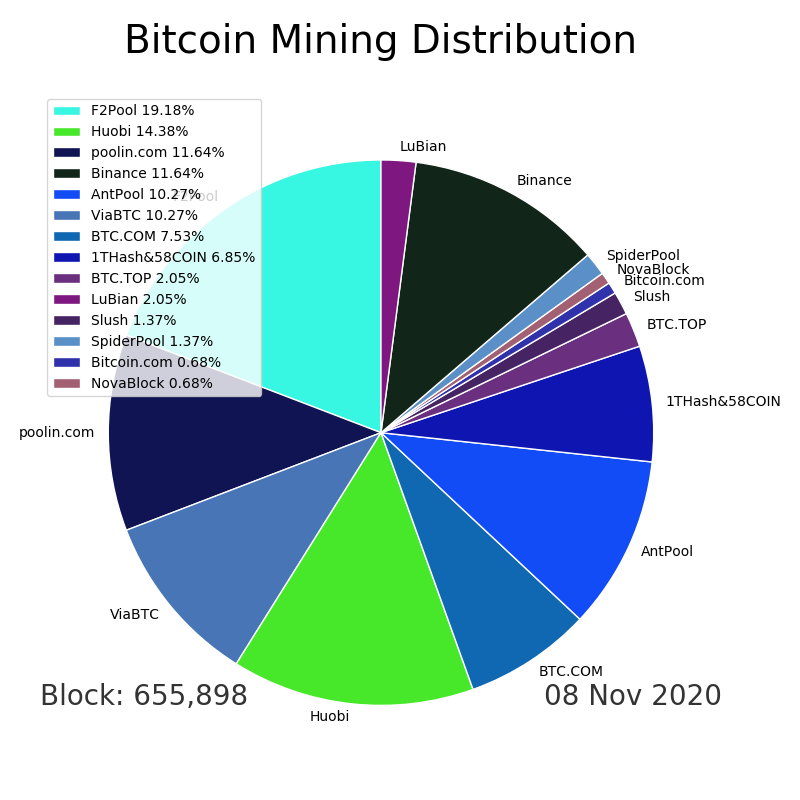 Bitcoin Mining Distribution
F2Pool 19.18%
Huobi 14.38%
poolin.com 11.64%
Binance 11.64%
AntPool 10.27%
ViaBTC 10.27%
BTC.COM 7.53%
1THash&58COIN 6.85%
BTC.TOP 2.05%
LuBian 2.05%
Slush 1.37%
SpiderPool 1.37%
Bitcoin.com 0.68%
NovaBlock 0.68%
LuBian
Binance
F2Pool
SpiderPool
NovaBlock
Bitcoin.com
Slush
BTC.TOP
1THash&58COIN
poolin.com
AntPool
ViaBTC
BTC.COM
Huobi
Block: 655,898
08 Nov 2020